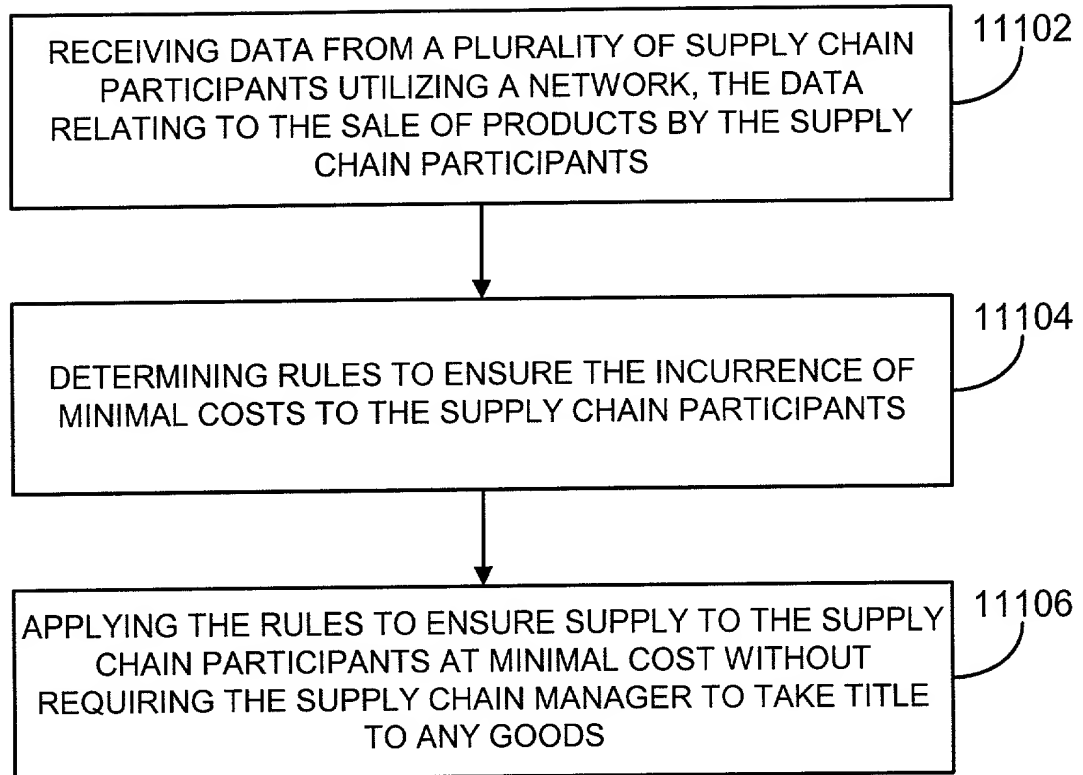 RECEIVING DATA FROM A PLURALITY OF SUPPLY CHAIN
PARTICIPANTS UTILIZING A NETWORK, THE DATA
RELATING TO THE SALE OF PRODUCTS BY THE SUPPLY
CHAIN PARTICIPANTS
11102
DETERMINING RULES TO ENSURE THE INCURRENCE OF
MINIMAL COSTS TO THE SUPPLY CHAIN PARTICIPANTS
11104
APPLYING THE RULES TO ENSURE SUPPLY TO THE SUPPLY
CHAIN PARTICIPANTS AT MINIMAL COST WITHOUT
REQUIRING THE SUPPLY CHAIN MANAGER TO TAKE TITLE
TO ANY GOODS
11106